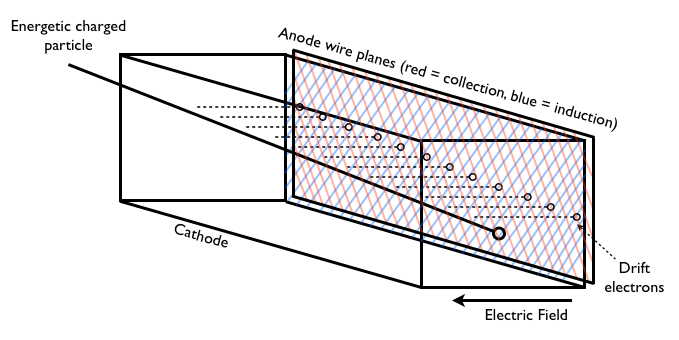 Energetic charged
particle
Anode wire planes (red = collection, blue = induction)
Cathode
Drift
electrons
Electric Field